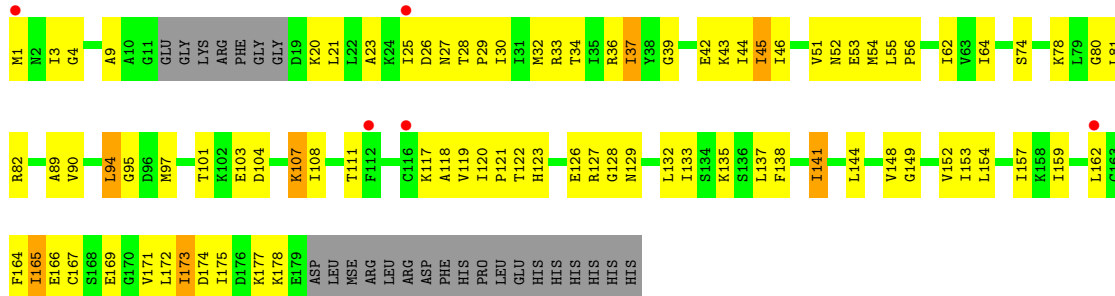 M1 N2 I3 G4 A9 A10 G11 GLU GLY LYS ARG PHE GLY GLY D19 K20 L21 L22 A23 K24 I25 D26 N27 T28 P29 I30 I31 M32 R33 T34 I35 R36 I37 Y38 G39 E42 K43 I44 I45 I46 V51 N52 E53 M54 L55 P56 I62 V63 I64 S74 K78 L79 G80 L81
R82 A89 V90 L94 G95 D96 M97 T101 K102 E103 D104 K107 I108 T111 F112 C116 K117 A118 V119 I120 P121 T122 H123 E126 R127 G128 N129 L132 I133 S134 K135 S136 L137 F138 I141 L144 V148 G149 V152 I153 L154 I157 K158 I159 L162 C163
F164 I165 E166 C167 S168 E169 G170 V171 L172 I173 D174 I175 D176 K177 K178 E179 ASP LEU MSE ARG LEU ARG ASP PHE HIS PRO LEU GLU HIS HIS HIS HIS HIS HIS